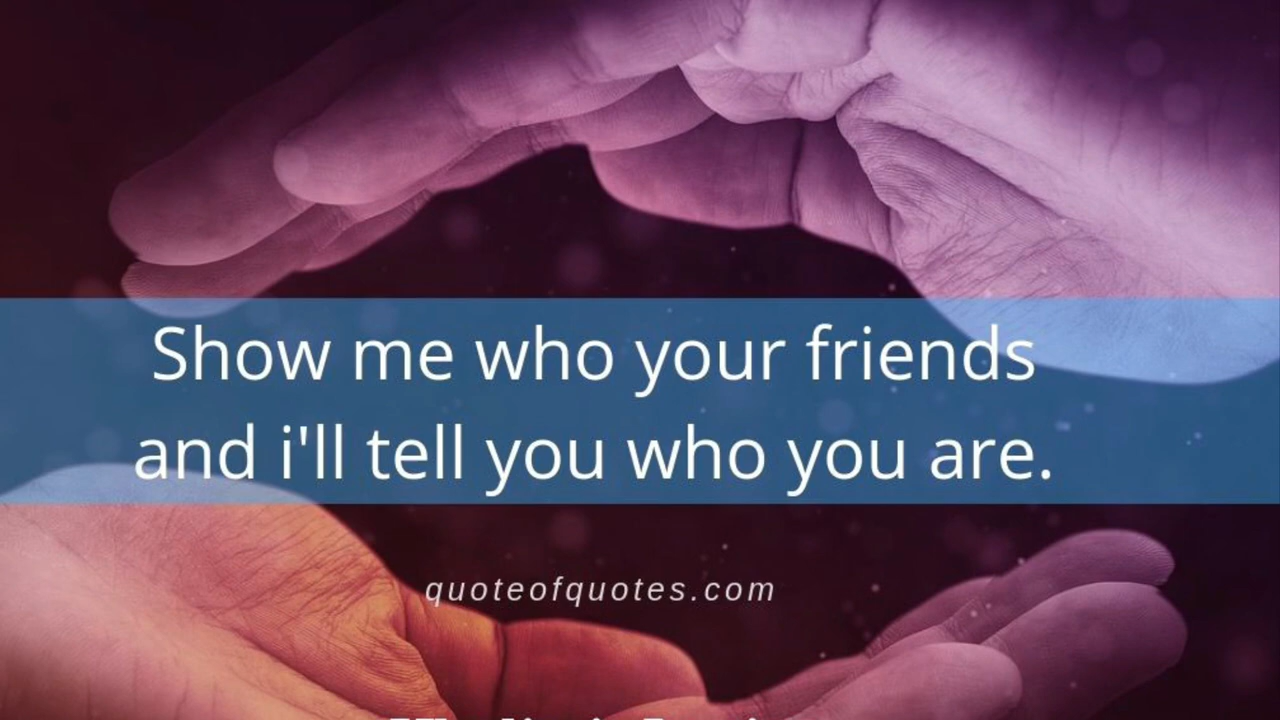 Show me who your friends
and i'll tell you who you are.
quoteofquotes.com